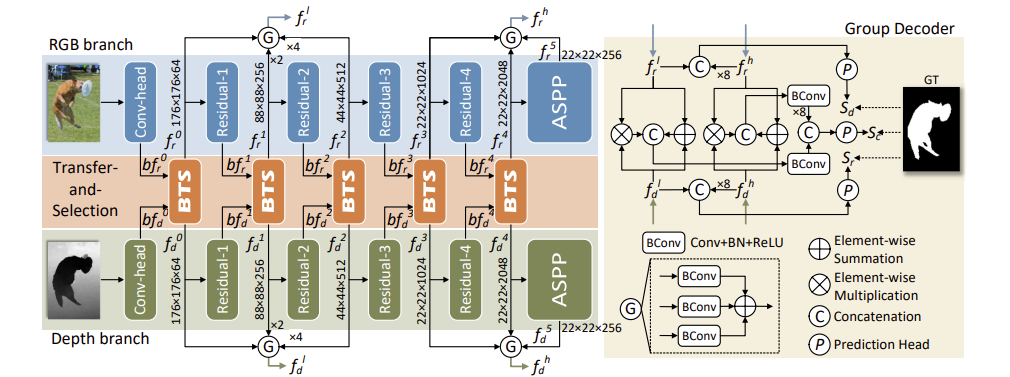 f_r^l
f_r^h
Group Decoder
RGB branch
G
×4
×2
G
f_r^5
22×22×256
Conv-head
176×176×64
Residual-1
88×88×256
Residual-2
44×44×512
Residual-3
22×22×1024
Residual-4
22×22×2048
ASPP
f_r^0
f_r^1
f_r^2
f_r^3
f_r^4
Transfer-
and-
Selection
bf_r^0
bf_r^1
bf_r^2
bf_r^3
bf_r^4
BTS
BTS
BTS
BTS
BTS
bf_d^0
bf_d^1
bf_d^2
bf_d^3
bf_d^4
f_d^0
f_d^1
f_d^2
f_d^3
f_d^4
Conv-head
176×176×64
Residual-1
88×88×256
Residual-2
44×44×512
Residual-3
22×22×1024
Residual-4
22×22×2048
ASPP
f_d^5
22×22×256
Depth branch
G
×2
×4
G
f_d^l
f_d^h
f_r^l
C
×8
f_r^h
P
GT
BConv
S_d
×8
C
C
C
P
S_c
BConv
S_r
f_d^l
C
×8
f_d^h
P
BConv
Conv+BN+ReLU
G
BConv
BConv
BConv
Element-wise
Summation
Element-wise
Multiplication
C
Concatenation
P
Prediction Head